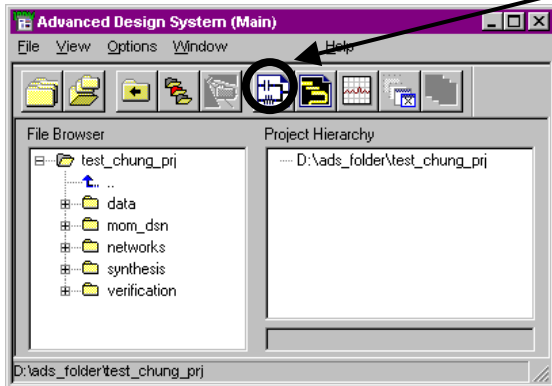 Advanced Design System (Main)
File View Options Window Help
File Browser
Project Hierarchy
test_chung_prj
..
data
mom_dsn
networks
synthesis
verification
D:\ads_folder\test_chung_prj
D:\ads_folder\test_chung_prj